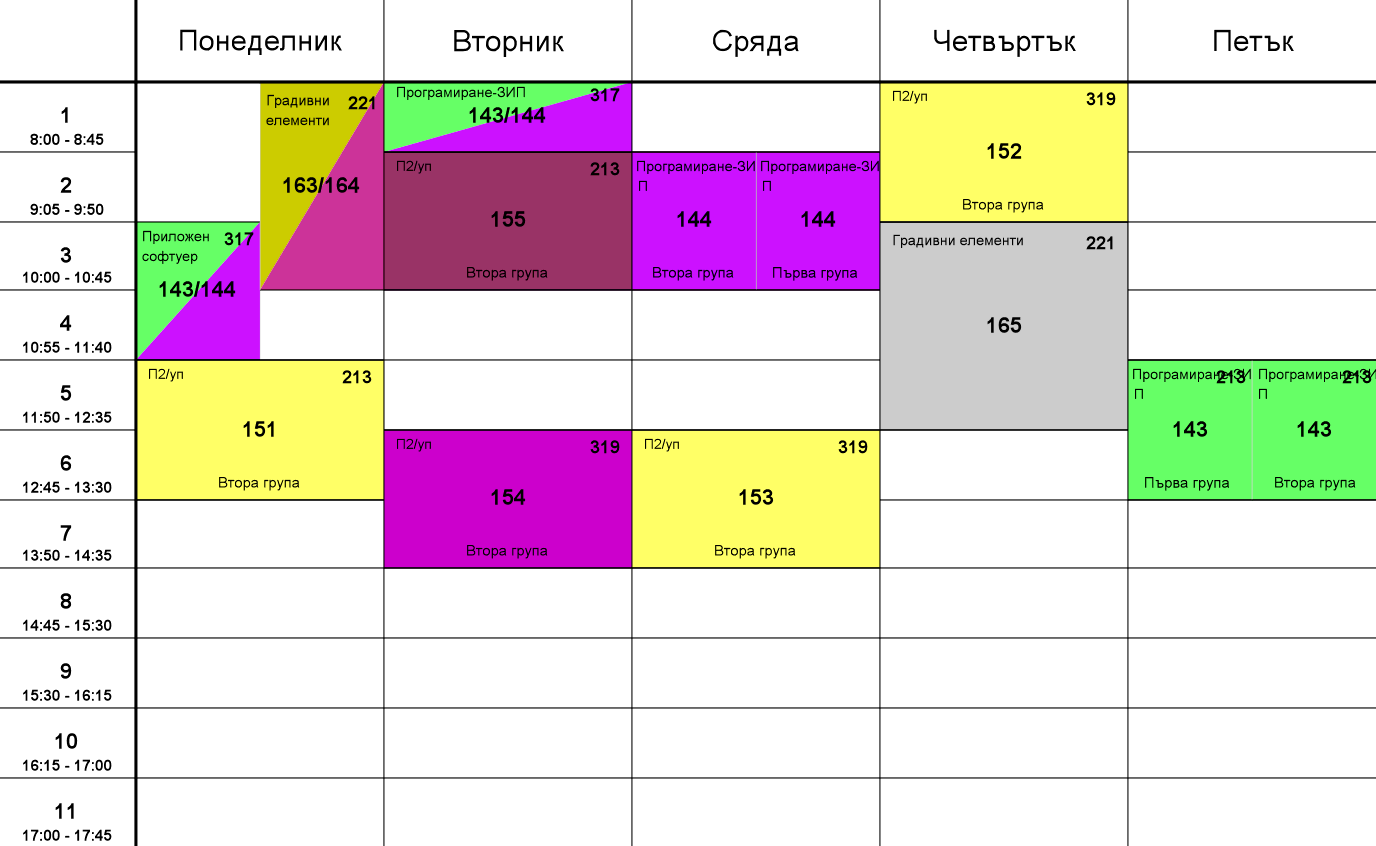 Понеделник
Вторник
Сряда
Четвъртък
Петък
1
8:00 - 8:45
Градивни
елементи
221
163/164
Програмиране-ЗИП
317
143/144
П2/уп
319
152
Втора група
2
9:05 - 9:50
П2/уп
213
155
Втора група
Програмиране-ЗИ
П
144
Втора група
Програмиране-ЗИ
П
144
Първа група
3
10:00 - 10:45
Приложен
софтуер
317
143/144
Градивни елементи
221
165
4
10:55 - 11:40
5
11:50 - 12:35
П2/уп
213
151
Втора група
Програмиране-ЗИ
П
213
143
Първа група
Програмиране-ЗИ
П
213
143
Втора група
6
12:45 - 13:30
П2/уп
319
154
Втора група
П2/уп
319
153
Втора група
7
13:50 - 14:35
8
14:45 - 15:30
9
15:30 - 16:15
10
16:15 - 17:00
11
17:00 - 17:45